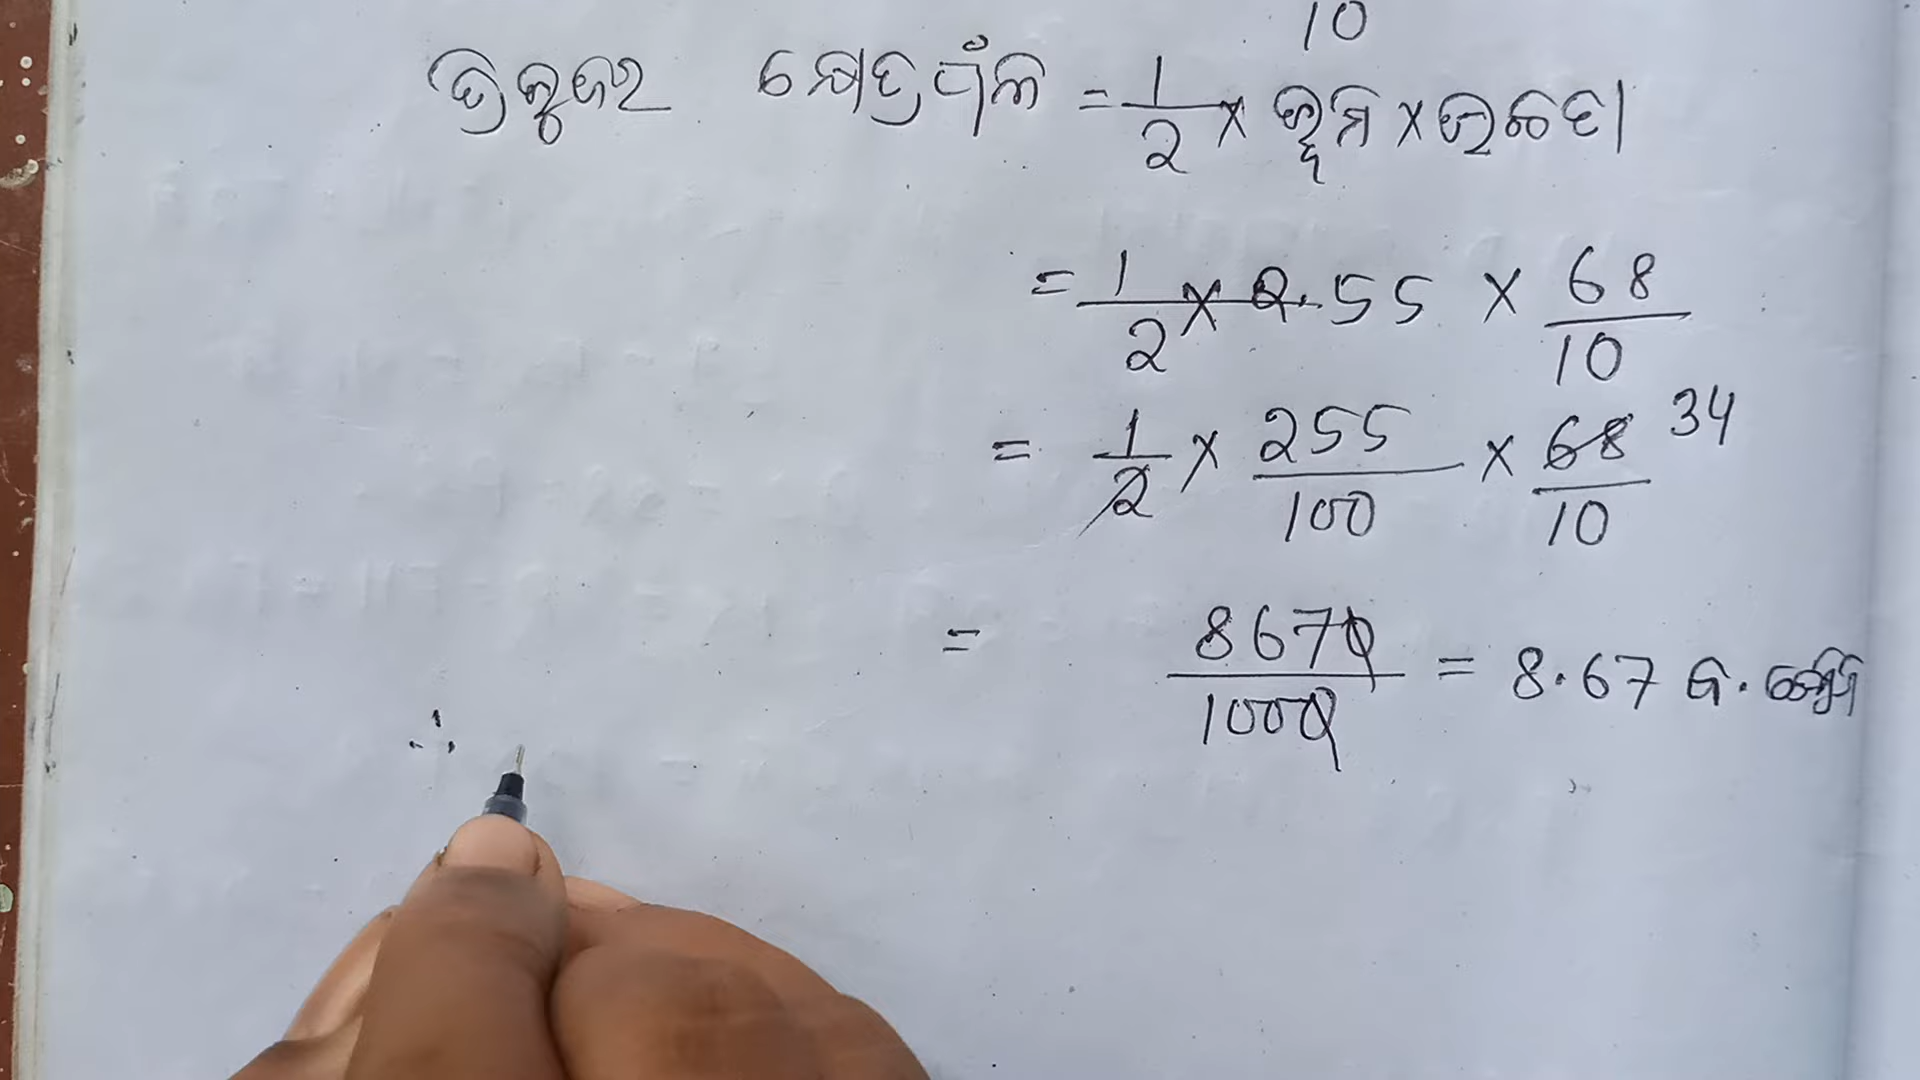 10
ତ୍ରିଭୁଜର କ୍ଷେତ୍ରଫଳ = 1/2 × ଭୂମି × ଉଚ୍ଚତା
= 1/2 × 2.55 × 68/10
= 1/2 × 255/100 × 68/10 34
= 8670/1000 = 8.67 ବ.
∴